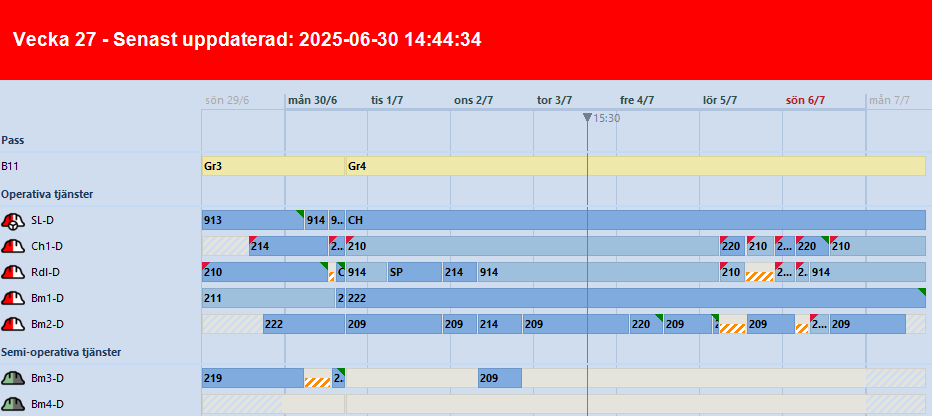 Vecka 27 - Senast uppdaterad: 2025-06-30 14:44:34
sön 29/6 mån 30/6 tis 1/7 ons 2/7 tor 3/7 fre 4/7 lör 5/7 sön 6/7 mån 7/7
15:30
Pass
B11 Gr3 Gr4
Operativa tjänster
SL-D 913 914 9... CH
Ch1-D 214 2... 210 220 210 2... 220 210
Rdl-D 210 C 914 SP 214 914 210 2... 2. 914
Bm1-D 211 2 222
Bm2-D 222 209 209 214 209 220 209 2 209 2... 209
Semi-operativa tjänster
Bm3-D 219 2. 209
Bm4-D